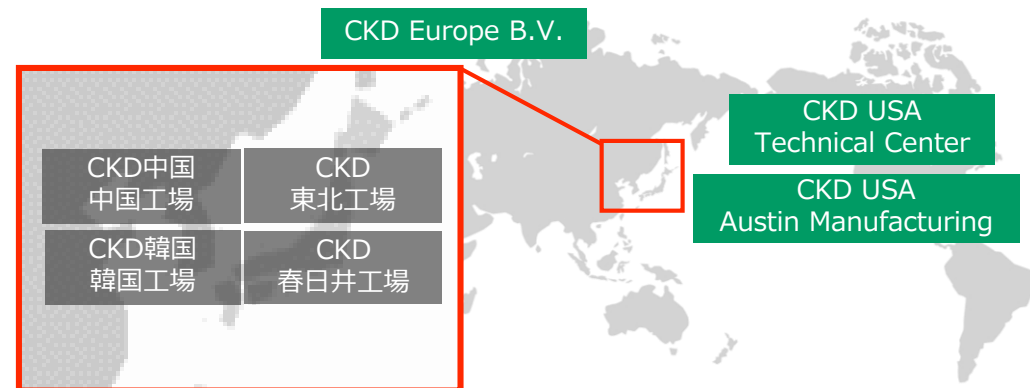 CKD Europe B.V.
CKD USA
Technical Center
CKD USA
Austin Manufacturing
CKD中国
中国工場
CKD
東北工場
CKD韓国
韓国工場
CKD
春日井工場